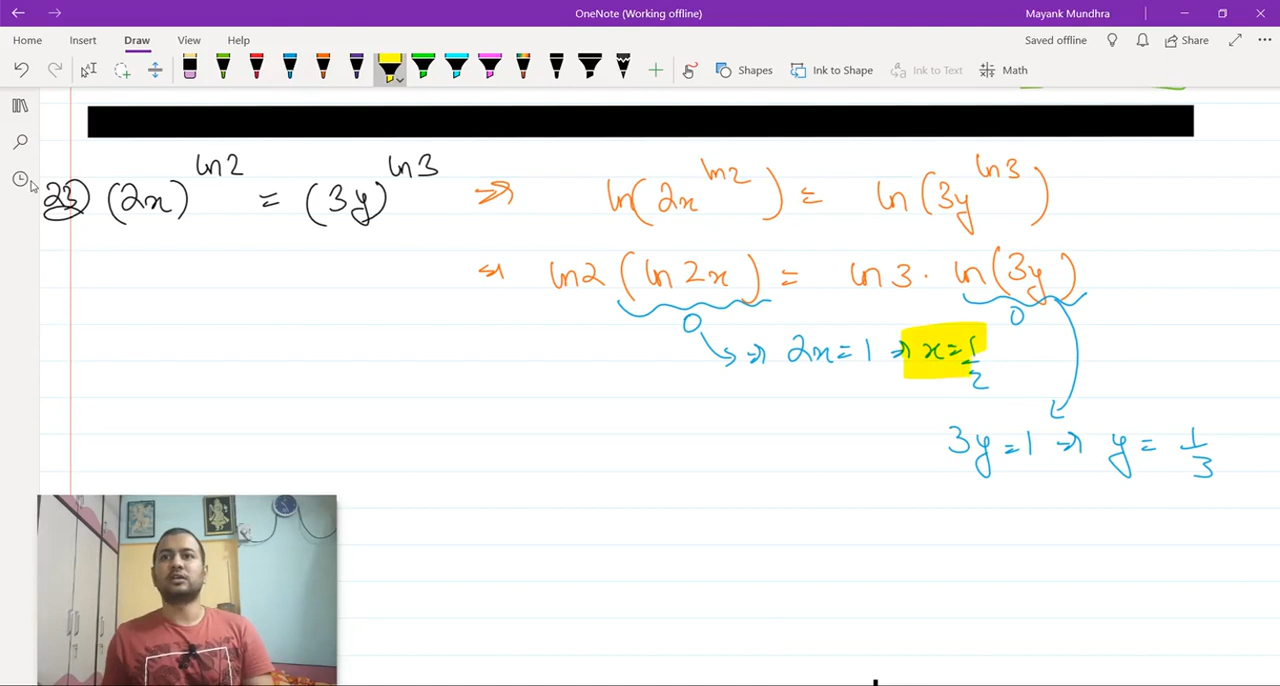 OneNote (Working offline)
Mayank Mundhra
Home Insert Draw View Help
Saved offline
Share
Shapes
Ink to Shape
Ink to Text
Math
23) (2x)^ln2 = (3y)^ln3 ⇒ ln(2x^ln2) = ln(3y^ln3)
⇒ ln2 (ln 2x) = ln3 · ln(3y)
0 0
⇒ 2x = 1 ⇒ x = 1/2
3y = 1 ⇒ y = 1/3